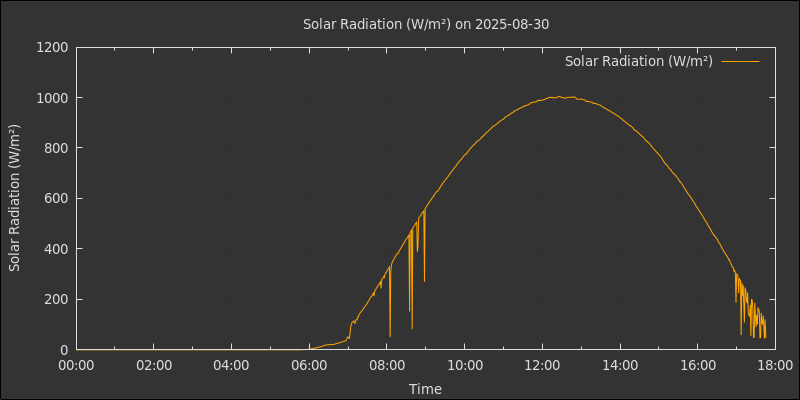 Solar Radiation (W/m²) on 2025-08-30
Solar Radiation (W/m²)
Solar Radiation (W/m²)
1200
1000
800
600
400
200
0
00:00 02:00 04:00 06:00 08:00 10:00 12:00 14:00 16:00 18:00
Time